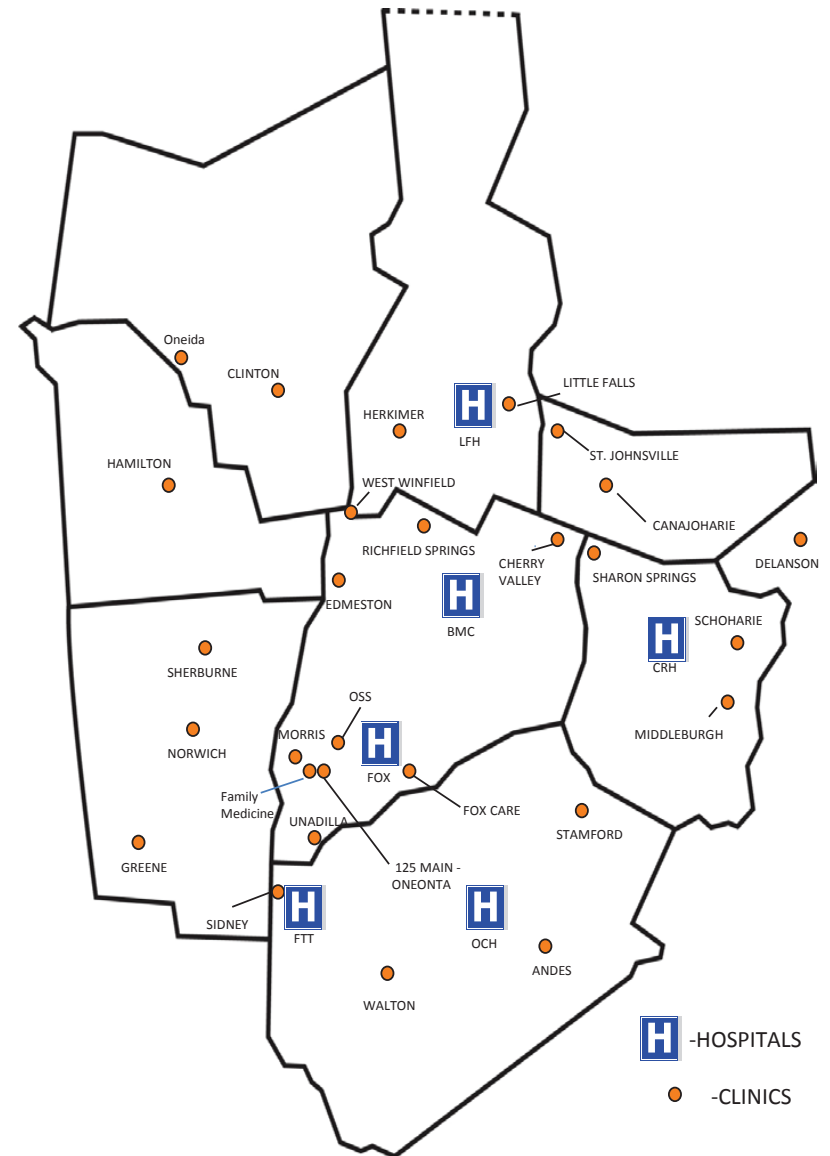 Oneida
CLINTON
LITTLE FALLS
H
HERKIMER
LFH
ST. JOHNSVILLE
HAMILTON
WEST WINFIELD
CANAJOHARIE
RICHFIELD SPRINGS
CHERRY
VALLEY
DELANSON
SHARON SPRINGS
EDMESTON
H
BMC
SCHOHARIE
H
CRH
SHERBURNE
OSS
MORRIS
H
FOX
MIDDLEBURGH
NORWICH
Family
Medicine
FOX CARE
UNADILLA
STAMFORD
GREENE
125 MAIN -
ONEONTA
SIDNEY
H
FTT
H
OCH
ANDES
WALTON
H -HOSPITALS
-CLINICS